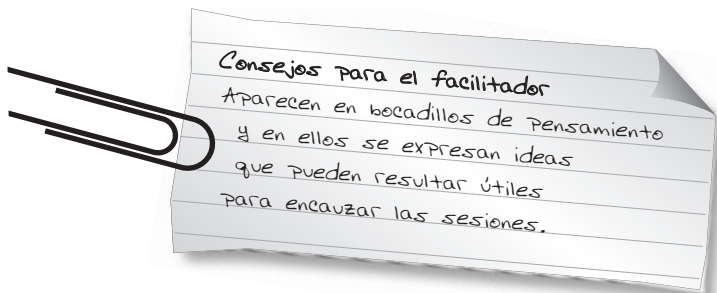 Consejos para el facilitador
Aparecen en bocadillos de pensamiento
y en ellos se expresan ideas
que pueden resultar útiles
para encauzar las sesiones.